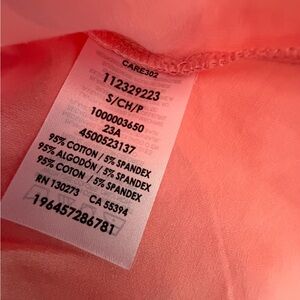 CARE302
112329223
S/CH/P
1000003650
23A
4500523137
95% COTTON / 5% SPANDEX
95% ALGODÓN / 5% SPANDEX
95% COTON / 5% SPANDEX
RN 130273 CA 55394
196457286781